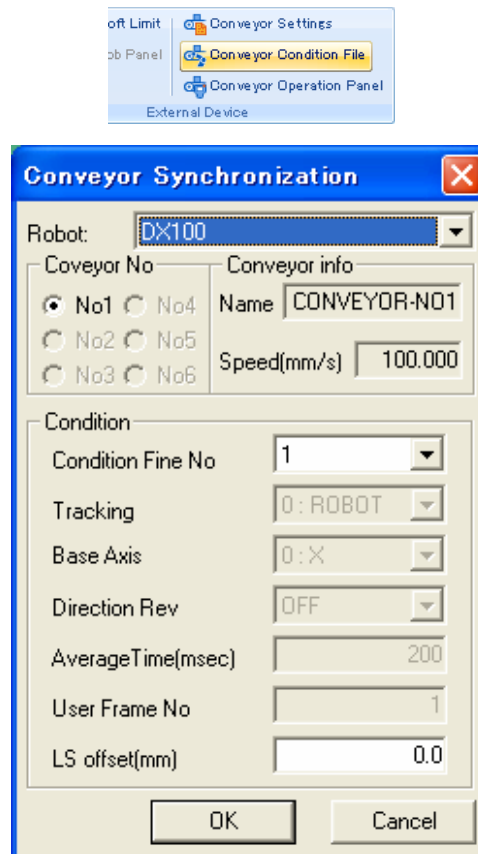 oft Limit Conveyor Settings
ob Panel Conveyor Condition File
Conveyor Operation Panel
External Device
Conveyor Synchronization
Robot: DX100
Coveyor No Conveyor info
No1 No4 Name CONVEYOR-NO1
No2 No5
No3 No6 Speed(mm/s) 100.000
Condition
Condition Fine No 1
Tracking 0 : ROBOT
Base Axis 0 : X
Direction Rev OFF
AverageTime(msec) 200
User Frame No 1
LS offset(mm) 0.0
OK Cancel